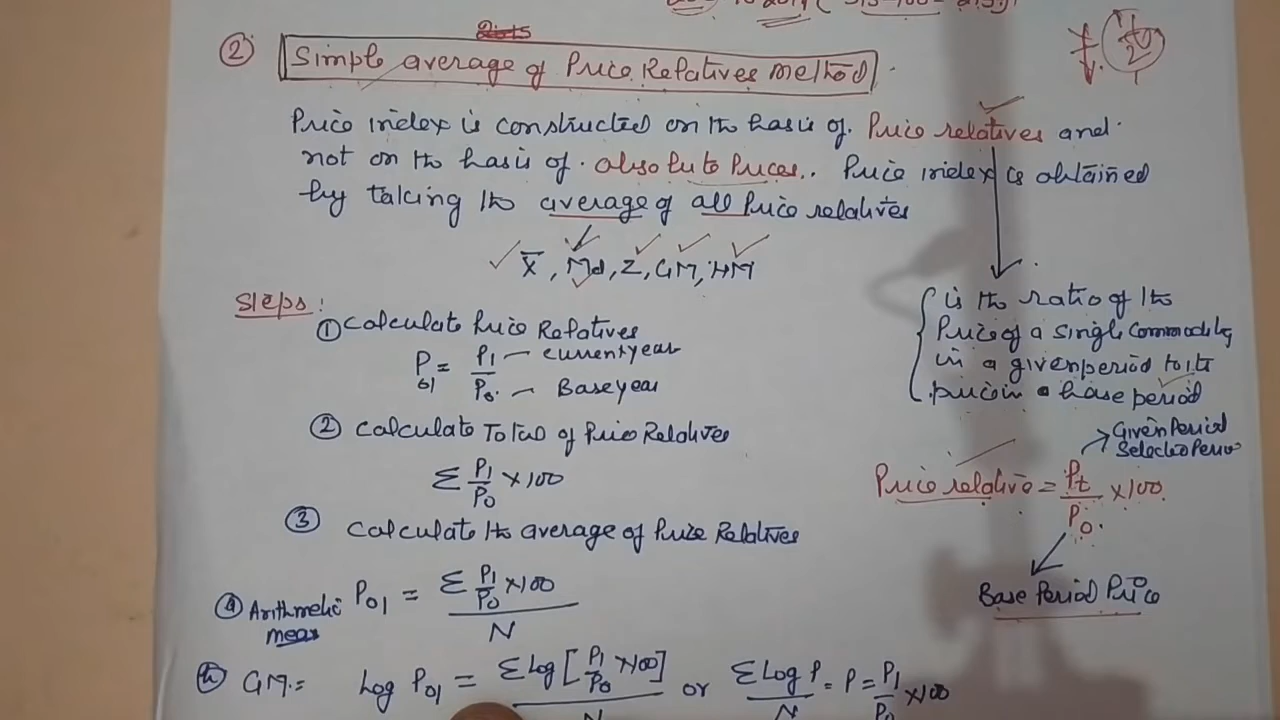 ②
Simple average of Price Relatives method
Price index is constructed on the basis of Price relatives and
not on the basis of absolute Prices. Price index is obtained
by taking the average of all Price relatives
X̅, Md, Z, GM, HM
Steps:
① Calculate Price Relatives
P01 = P1/P0
Current year
Base year
② Calculate Total of Price Relatives
Σ P1/P0 × 100
③ Calculate the average of Price Relatives
ⓐ Arithmetic mean P01 = Σ P1/P0 × 100 / N
ⓑ GM = Log P01 = Σ Log [P1/P0 × 100] / N or Σ Log P / N = P = P1/P0 × 100
is the ratio of the
Price of a single Commodity
in a given period to its
price in a base period
Given Period
Selected Perio
Price relative = Pt/P0 × 100
Base Period Price